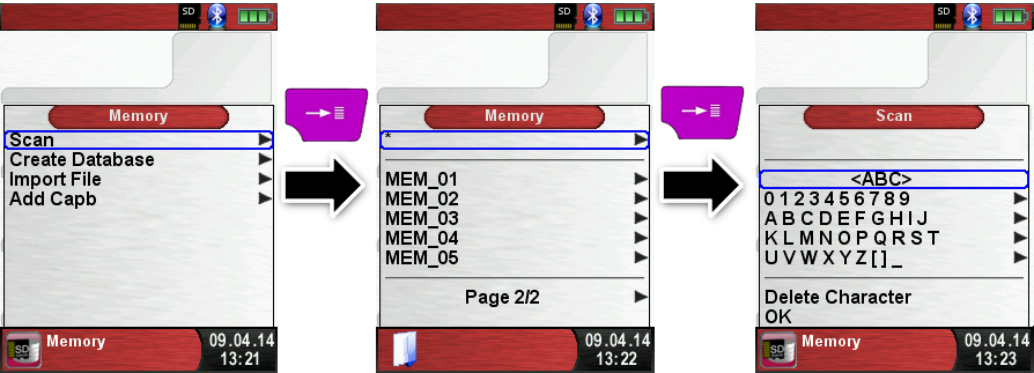 SD
Memory
Scan
Create Database
Import File
Add Capb
SD
Memory
09.04.14
13:21
SD
Memory
*
MEM_01
MEM_02
MEM_03
MEM_04
MEM_05
Page 2/2
09.04.14
13:22
SD
Scan
<ABC>
0 1 2 3 4 5 6 7 8 9
A B C D E F G H I J
K L M N O P Q R S T
U V W X Y Z [ ] _
Delete Character
OK
SD
Memory
09.04.14
13:23